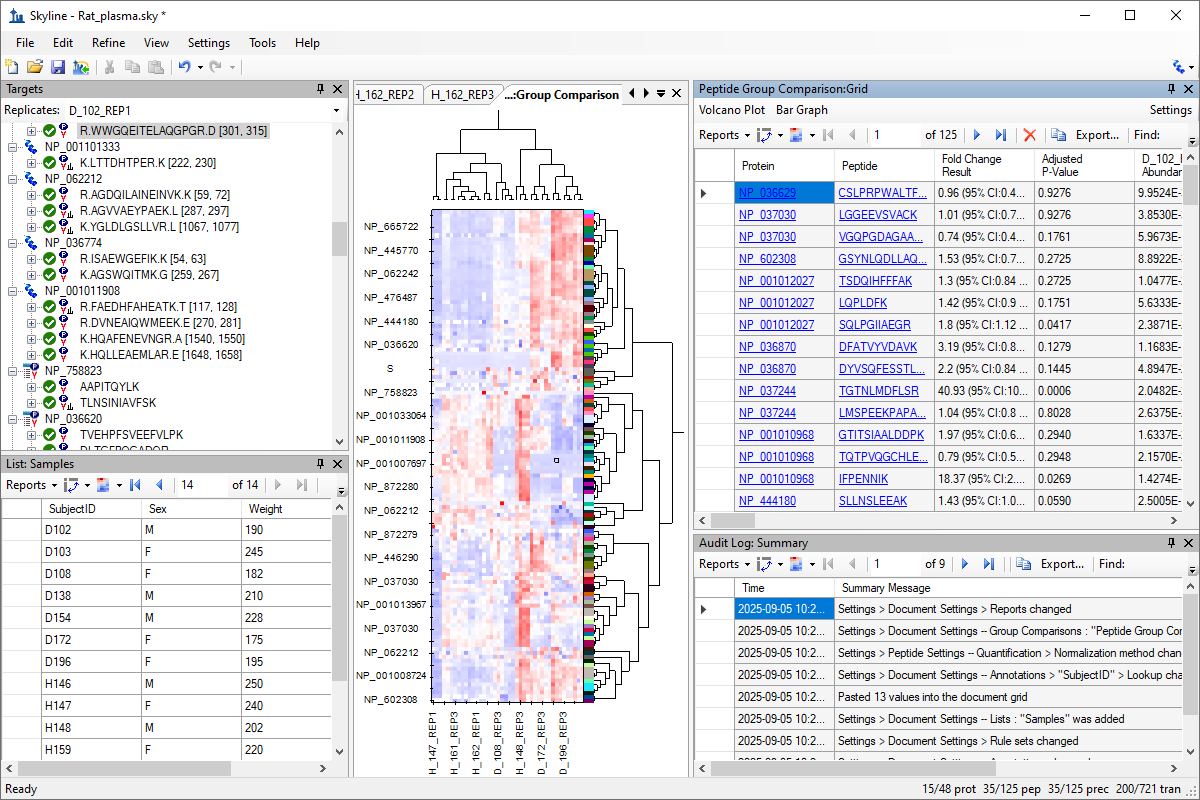 Skyline - Rat_plasma.sky *
File Edit Refine View Settings Tools Help
Targets
Replicates: D_102_REP1
R.WWGQEITELAQGPGR.D [301, 315]
NP_001101333
K.LTTDHTPER.K [222, 230]
NP_062212
R.AGDQILAINEINVK.K [59, 72]
R.AGVVAEYPAEK.L [287, 297]
K.YGLDLGSLLVR.L [1067, 1077]
NP_036774
R.ISAEWGEFIK.K [54, 63]
K.AGSWQITMK.G [259, 267]
NP_001011908
R.FAEDHFAHEATK.T [117, 128]
R.DVNEAIQWMEEK.E [270, 281]
K.HQAFENEVNGR.A [1540, 1550]
K.HQLLEAEMLAR.E [1648, 1658]
NP_758823
AAPITQYLK
TLNSINIAVFSK
NP_036620
TVEHPFSVEEFVLPK
List: Samples
Reports 14 of 14
SubjectID Sex Weight
D102 M 190
D103 F 245
D108 F 182
D138 M 210
D154 M 228
D172 F 175
D196 F 195
H146 M 250
H147 F 240
H148 M 202
H159 F 220
H_162_REP2 H_162_REP3 ...:Group Comparison
NP_665722
NP_445770
NP_062242
NP_476487
NP_444180
NP_036620
S
NP_758823
NP_001033064
NP_001011908
NP_001007697
NP_872280
NP_062212
NP_872279
NP_446290
NP_037030
NP_001013967
NP_037030
NP_062212
NP_001008724
NP_602308
H_147_REP1
H_161_REP3
H_162_REP1
D_108_REP3
H_148_REP3
D_172_REP3
D_196_REP3
Peptide Group Comparison:Grid
Volcano Plot Bar Graph Settings
Reports 1 of 125 Export... Find:
Protein Peptide Fold Change Result Adjusted P-Value D_102_
NP_036629 CSLPRPWALTF... 0.96 (95% CI:0.4... 0.9276 9.9524E-
NP_037030 LGGEEVSVACK 1.01 (95% CI:0.7... 0.9276 3.8530E-
NP_037030 VGQPGDAGAA... 0.74 (95% CI:0.4... 0.1761 5.9673E-
NP_602308 GSYNLQDLLAQ... 1.53 (95% CI:0.7... 0.2725 8.8922E-
NP_001012027 TSDQIHFFFAK 1.3 (95% CI:0.84 ... 0.2725 1.0477E-
NP_001012027 LQPLDFK 1.42 (95% CI:0.9 ... 0.1751 5.6333E-
NP_001012027 SQLPGIIAEGR 1.8 (95% CI:1.12 ... 0.0417 2.3871E-
NP_036870 DFATVYVDAVK 3.19 (95% CI:0.8... 0.1279 1.1683E-
NP_036870 DYVSQFESSTL... 2.2 (95% CI:0.84 ... 0.1445 4.8947E-
NP_037244 TGTNLMDFLSR 40.93 (95% CI:10... 0.0006 2.0482E-
NP_037244 LMSPEEKPAPA... 1.04 (95% CI:0.8 ... 0.8028 2.6375E-
NP_001010968 GTITSIAALDDPK 1.97 (95% CI:0.6... 0.2940 1.6337E-
NP_001010968 TQTPVQGCHLE... 0.79 (95% CI:0.5... 0.2948 2.1570E-
NP_001010968 IFPENNIK 18.37 (95% CI:2.... 0.0269 1.4274E-
NP_444180 SLLNSLEEAK 1.43 (95% CI:1.0... 0.0590 2.5005E-
Audit Log: Summary
Reports 1 of 9 Export... Find:
Time Summary Message
2025-09-05 10:2... Settings > Document Settings > Reports changed
2025-09-05 10:2... Settings > Document Settings -- Group Comparisons : "Peptide Group Cor
2025-09-05 10:2... Settings > Peptide Settings -- Quantification > Normalization method chan
2025-09-05 10:2... Settings > Document Settings -- Annotations > "SubjectID" > Lookup cha
2025-09-05 10:2... Pasted 13 values into the document grid
2025-09-05 10:2... Settings > Document Settings -- Lists : "Samples" was added
2025-09-05 10:2... Settings > Document Settings > Rule sets changed
Ready 15/48 prot 35/125 pep 35/125 prec 200/721 tran